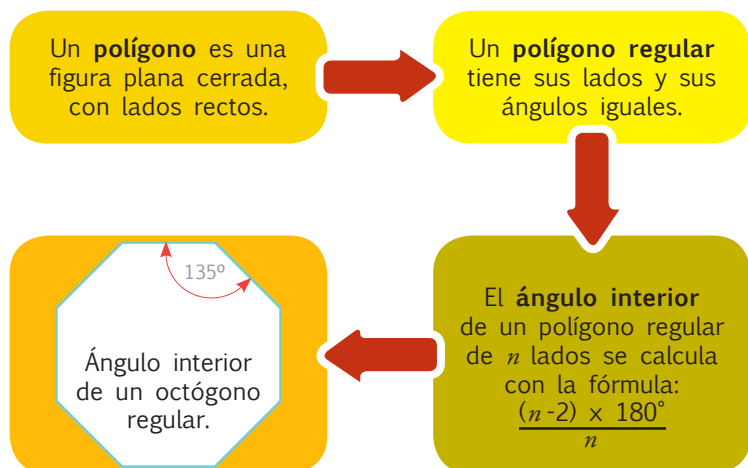 Un polígono es una
figura plana cerrada,
con lados rectos.
Un polígono regular
tiene sus lados y sus
ángulos iguales.
El ángulo interior
de un polígono regular
de n lados se calcula
con la fórmula:
(n-2) x 180°
n
135º
Ángulo interior
de un octógono
regular.